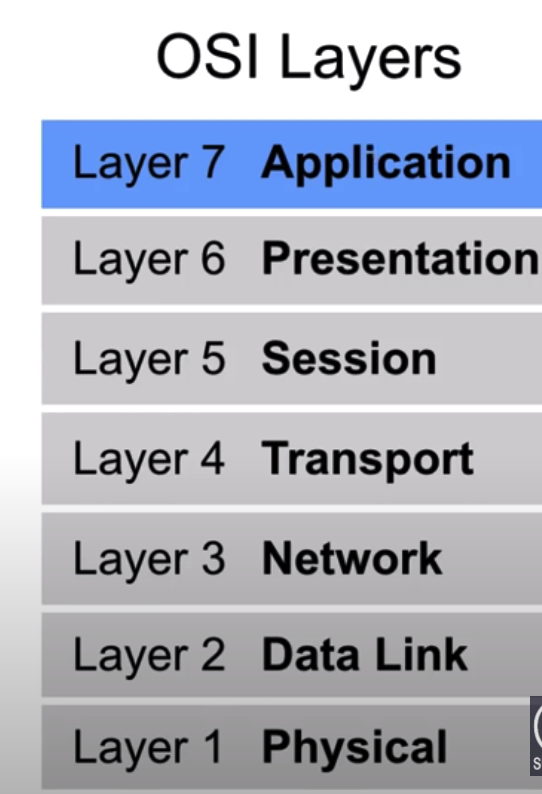 OSI Layers
Layer 7 Application
Layer 6 Presentation
Layer 5 Session
Layer 4 Transport
Layer 3 Network
Layer 2 Data Link
Layer 1 Physical